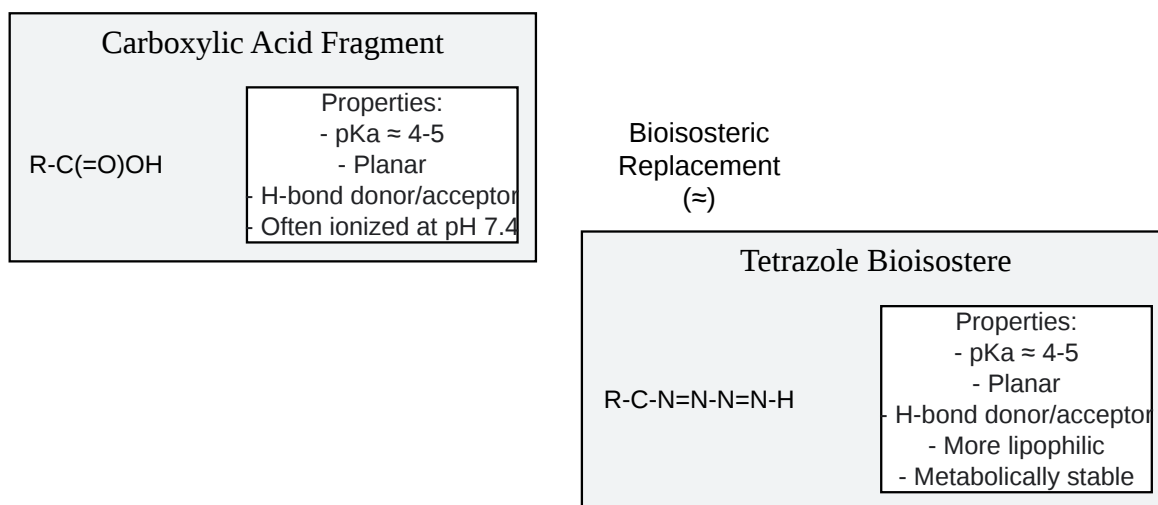 Carboxylic Acid Fragment
R-C(=O)OH
Properties:
- pKa ≈ 4-5
- Planar
- H-bond donor/acceptor
- Often ionized at pH 7.4
Bioisosteric
Replacement
(≈)
Tetrazole Bioisostere
R-C-N=N-N=N-H
Properties:
- pKa ≈ 4-5
- Planar
- H-bond donor/acceptor
- More lipophilic
- Metabolically stable